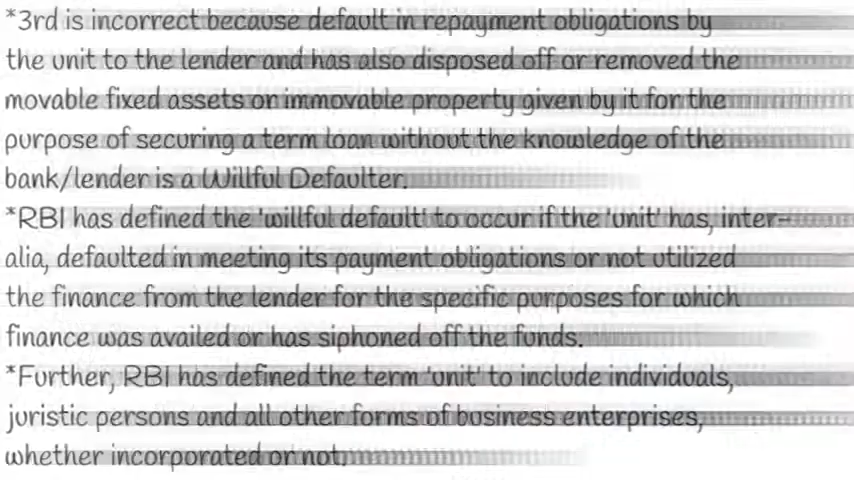 *3rd is incorrect because default in repayment obligations by
the unit to the lender and has also disposed off or removed the
movable fixed assets or immovable property given by it for the
purpose of securing a term loan without the knowledge of the
bank/lender is a Willful Defaulter.
*RBI has defined the 'willful default' to occur if the 'unit' has, inter-
alia, defaulted in meeting its payment obligations or not utilized
the finance from the lender for the specific purposes for which
finance was availed or has siphoned off the funds.
*Further, RBI has defined the term 'unit' to include individuals,
juristic persons and all other forms of business enterprises,
whether incorporated or not.